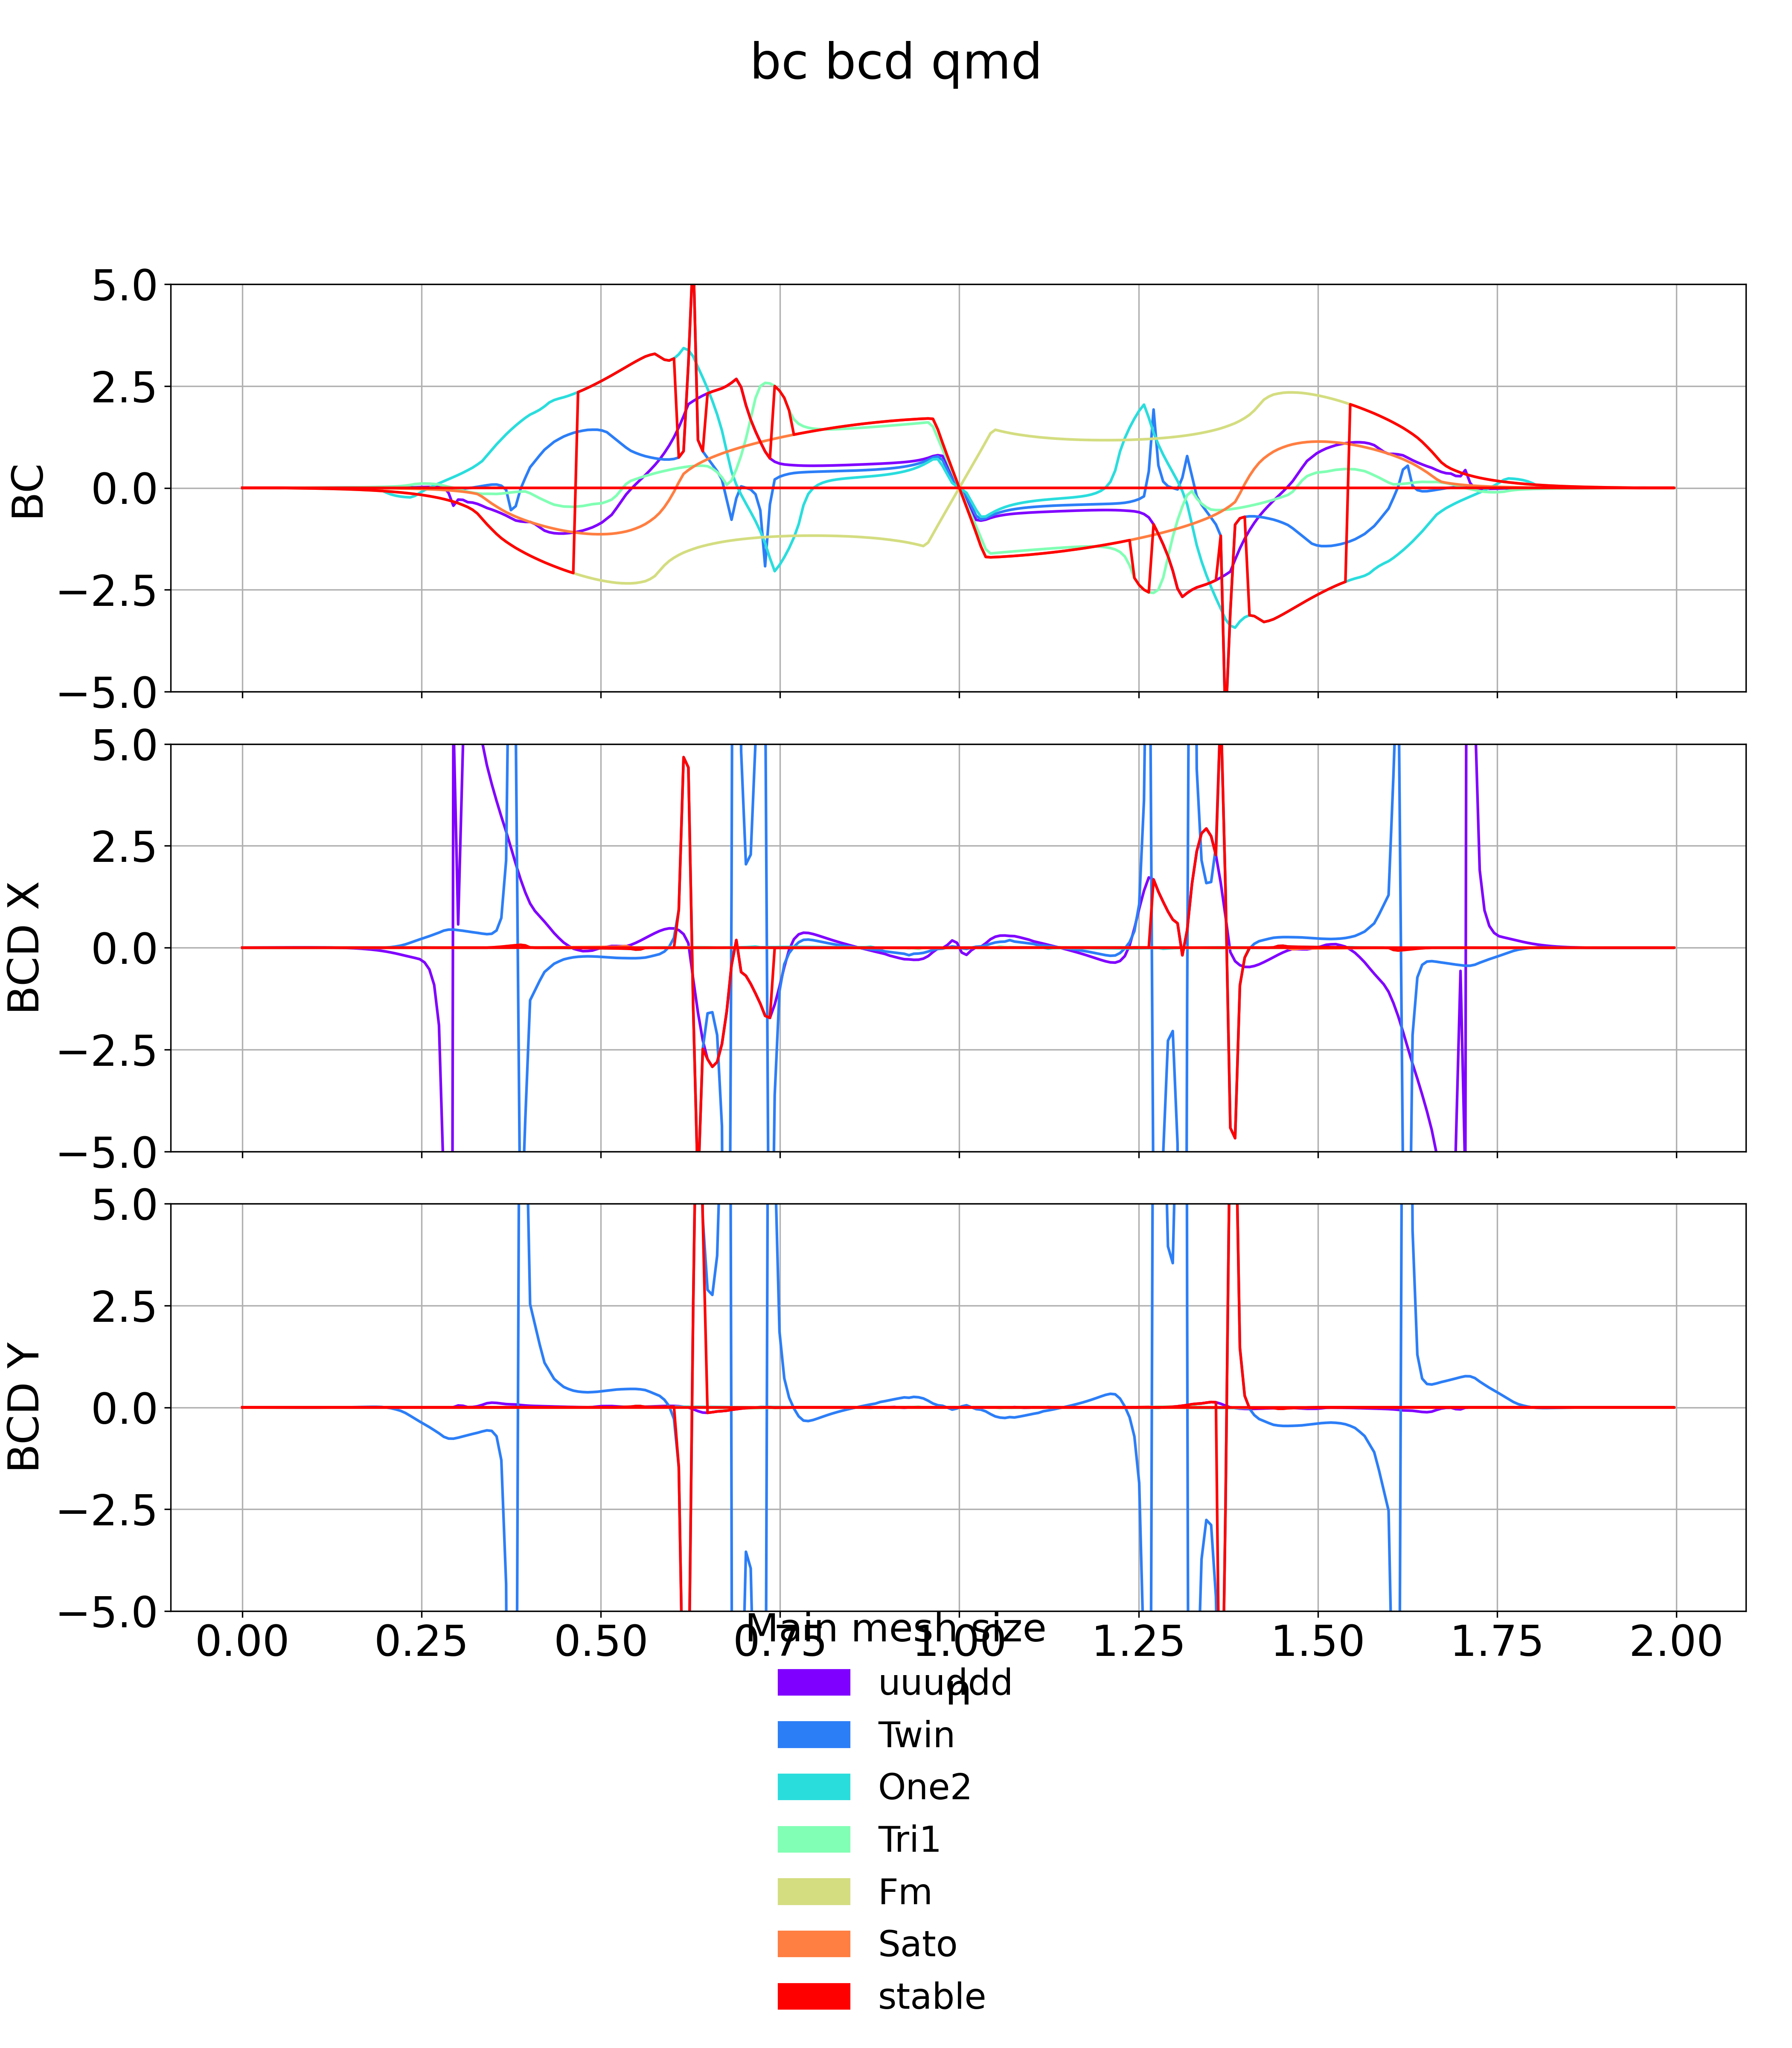 bc bcd qmd
5.0
2.5
0.0
−2.5
−5.0
BC
5.0
2.5
0.0
−2.5
−5.0
BCD X
5.0
2.5
0.0
−2.5
−5.0
BCD Y
0.00 0.25 0.50 0.75 1.00 1.25 1.50 1.75 2.00
n
Main mesh size
uuuddd
Twin
One2
Tri1
Fm
Sato
stable